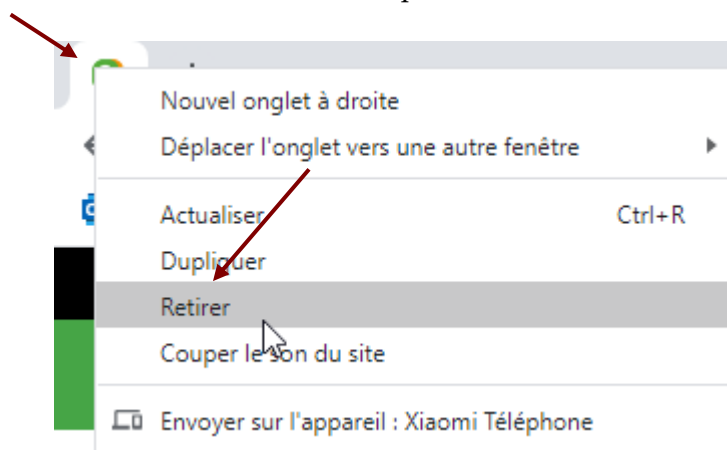 Nouvel onglet à droite
Déplacer l'onglet vers une autre fenêtre
Actualiser Ctrl+R
Dupliquer
Retirer
Couper le son du site
Envoyer sur l'appareil : Xiaomi Téléphone